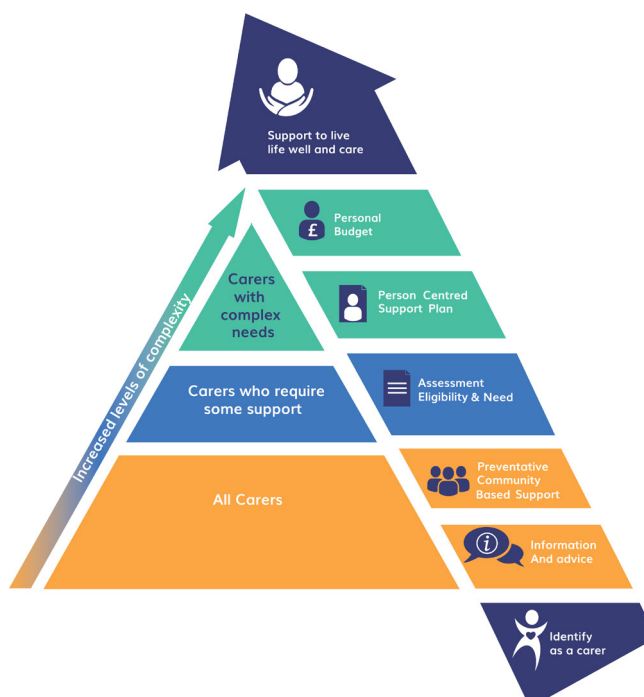 Support to live
life well and care
Personal
Budget
£
Carers
with
complex
needs
Person Centred
Support Plan
Increased levels of complexity
Carers who require
some support
Assessment
Eligibility & Need
All Carers
Preventative
Community
Based Support
i
Information
And advice
Identify
as a carer